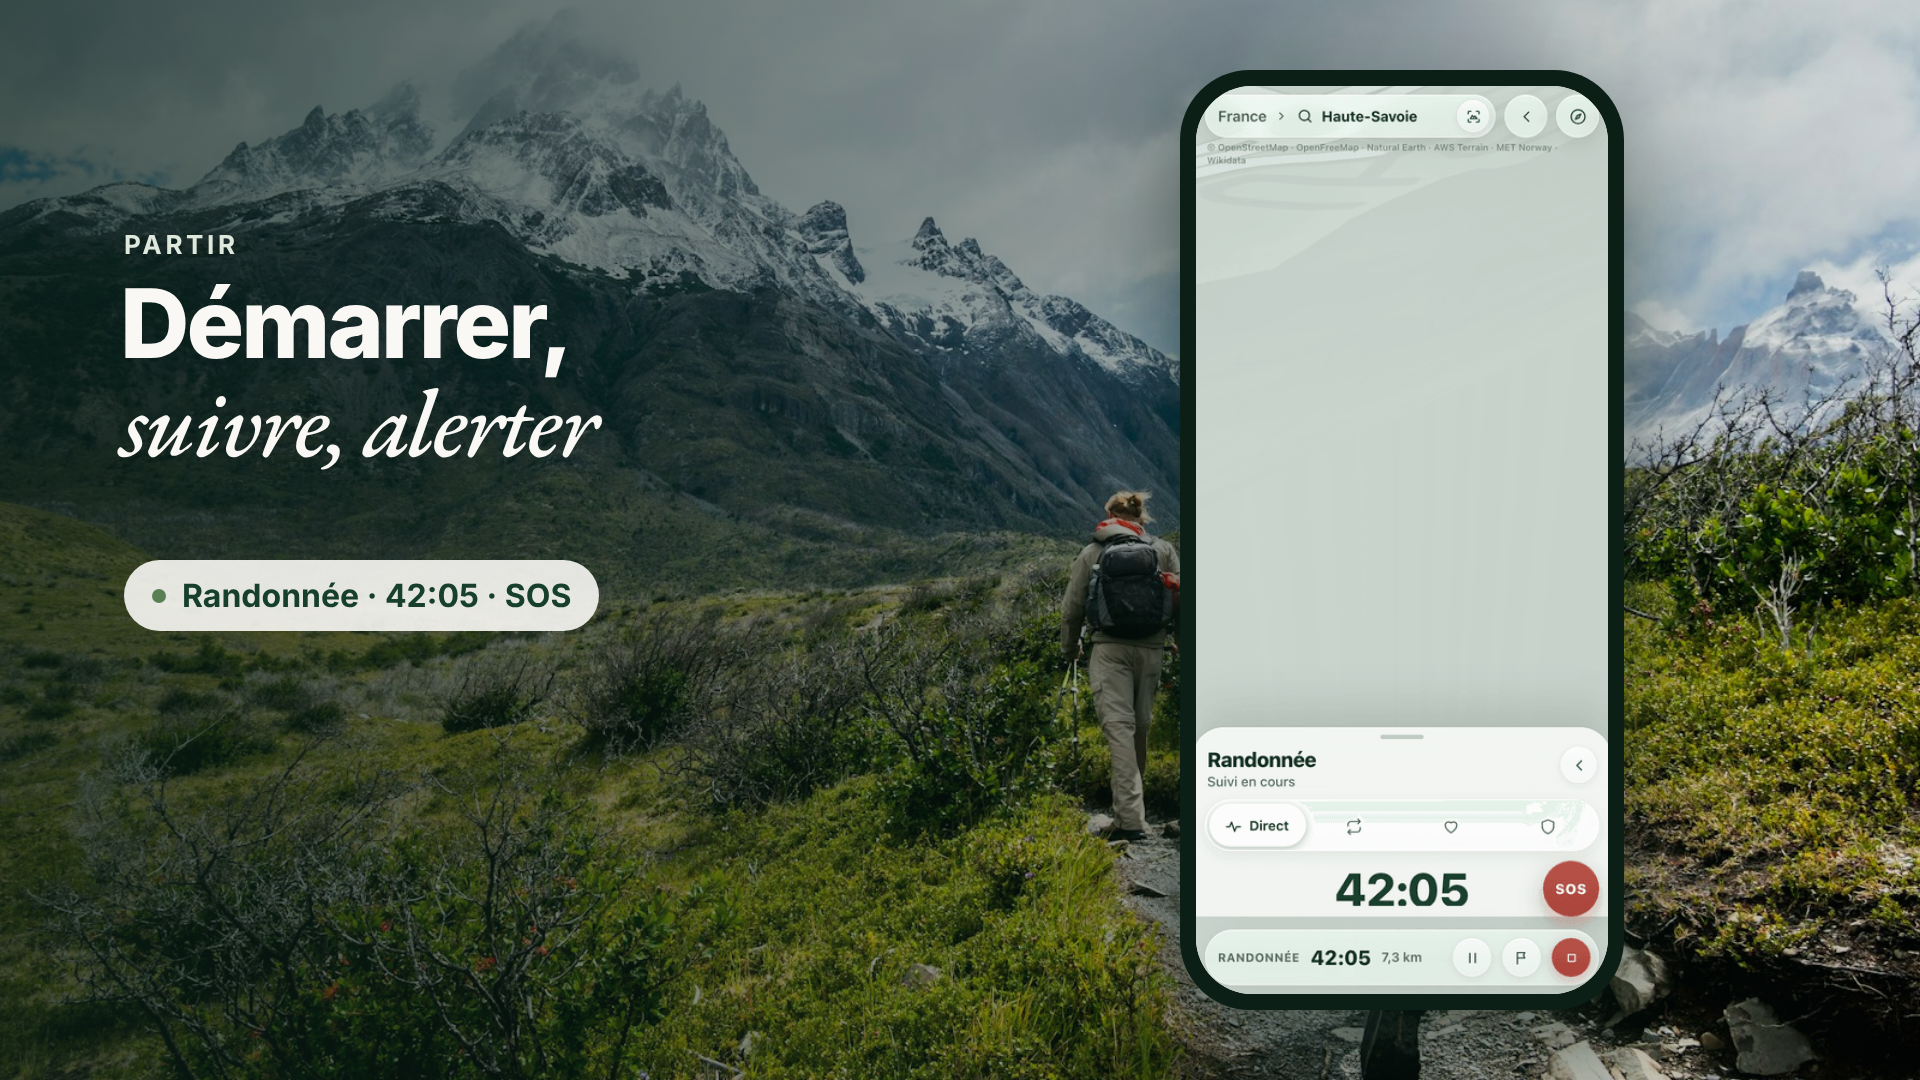 PARTIR
Démarrer,
suivre, alerter
Randonnée · 42:05 · SOS
France > Haute-Savoie
© OpenStreetMap · OpenFreeMap · Natural Earth · AWS Terrain · MET Norway ·
Wikidata
Randonnée
Suivi en cours
Direct
42:05
SOS
RANDONNÉE 42:05 7,3 km